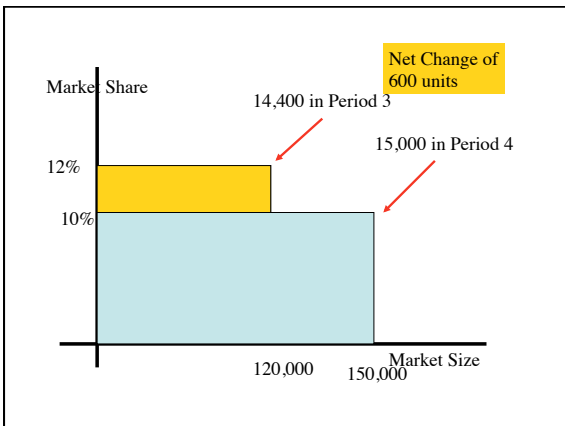 Net Change of
600 units
Market Share
14,400 in Period 3
15,000 in Period 4
12%
10%
Market Size
120,000
150,000